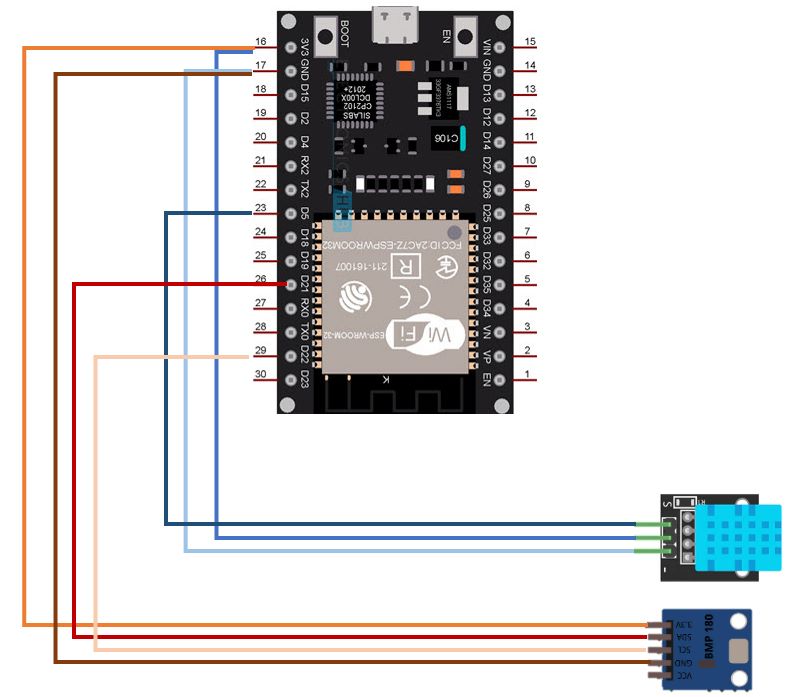 BOOT
EN
16
3V3
VIN
15
17
GND
GND
14
18
D15
D13
13
19
D2
D12
12
20
D4
D14
11
21
RX2
D27
10
22
TX2
D26
9
23
D5
D25
8
24
D18
D33
7
25
D19
D32
6
26
D21
D35
5
27
RX0
D34
4
28
TX0
VN
3
29
D22
VP
2
30
D23
EN
1
SILABS
CP2102
DCL00X
2012+
AMS1117
C106
FCC ID:2AC7Z-ESPWROOM32
211-161007
R
CE
WiFi
ESP-WROOM-32
K
S
R1
-
3.3V
SDA
SCL
GND
VCC
BMP 180